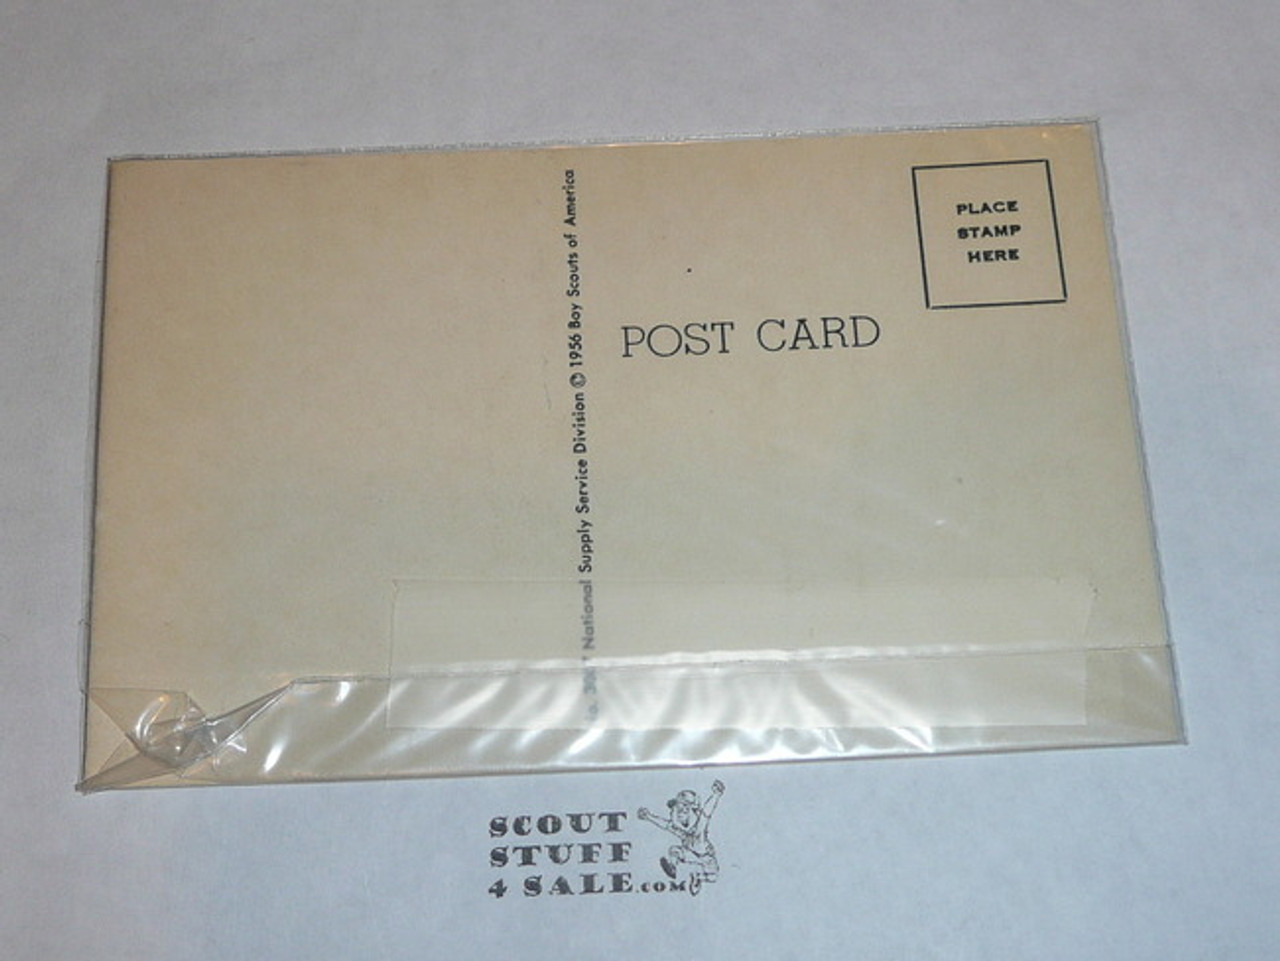 PLACE
STAMP
HERE
POST CARD
National Supply Service Division © 1956 Boy Scouts of America
SCOUT
STUFF
4 SALE.COM